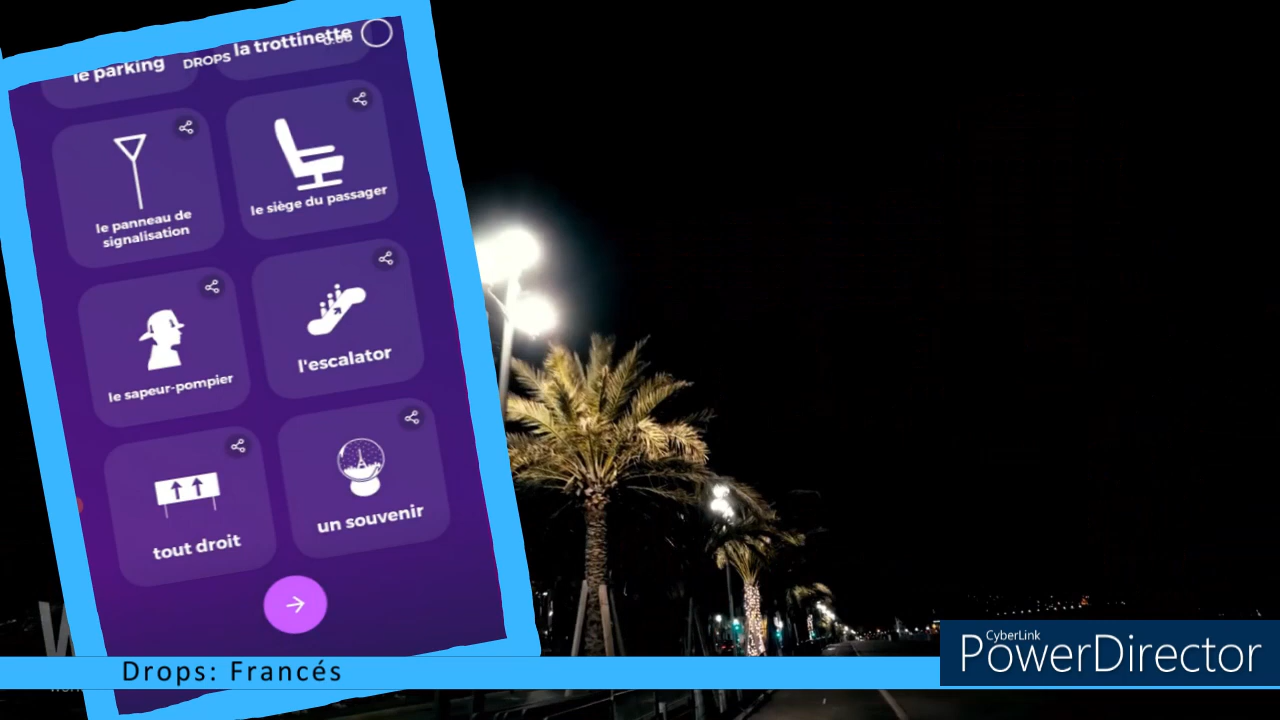 la trottinette
le parking
DROPS
le siège du passager
le panneau de
signalisation
l'escalator
le sapeur-pompier
un souvenir
tout droit
Drops: Francés
CyberLink
PowerDirector